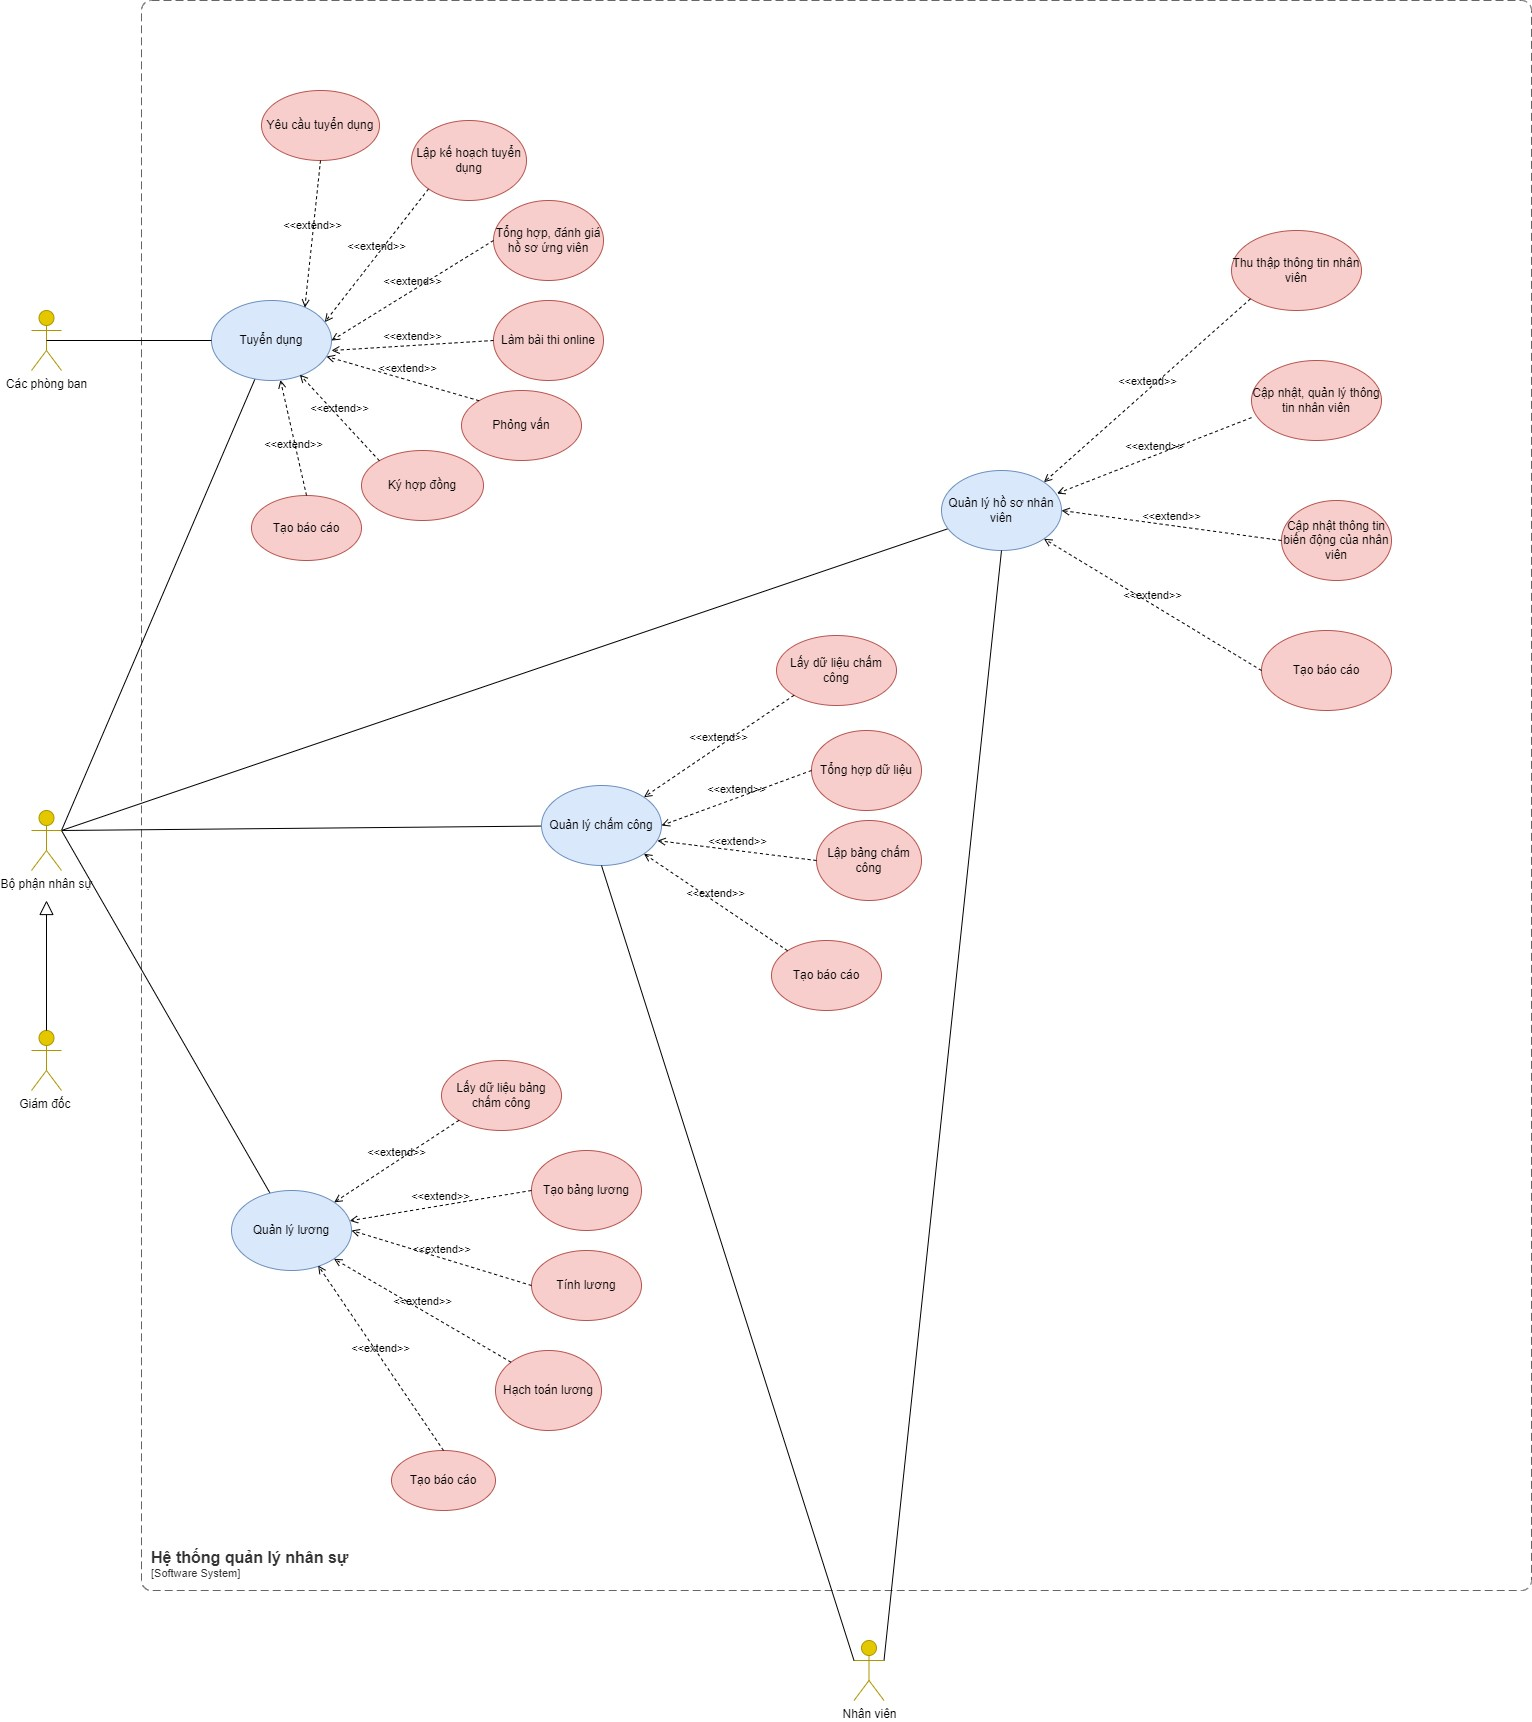 Yêu cầu tuyển dụng
Lập kế hoạch tuyển
dụng
<<extend>>
<<extend>>
Tổng hợp, đánh giá
hồ sơ ứng viên
<<extend>>
Các phòng ban
Tuyển dụng
<<extend>>
Làm bài thi online
<<extend>>
Phỏng vấn
<<extend>>
Ký hợp đồng
<<extend>>
Tạo báo cáo
Thu thập thông tin nhân
viên
<<extend>>
Cập nhật, quản lý thông
tin nhân viên
<<extend>>
Quản lý hồ sơ nhân
viên
<<extend>>
Cập nhật thông tin
biến động của nhân
viên
<<extend>>
Tạo báo cáo
Lấy dữ liệu chấm
công
<<extend>>
Tổng hợp dữ liệu
<<extend>>
Quản lý chấm công
<<extend>>
Lập bảng chấm
công
<<extend>>
Tạo báo cáo
Bộ phận nhân sự
Giám đốc
Lấy dữ liệu bảng
chấm công
<<extend>>
Tạo bảng lương
<<extend>>
Quản lý lương
<<extend>>
Tính lương
<<extend>>
Hạch toán lương
<<extend>>
Tạo báo cáo
Hệ thống quản lý nhân sự
[Software System]
Nhân viên